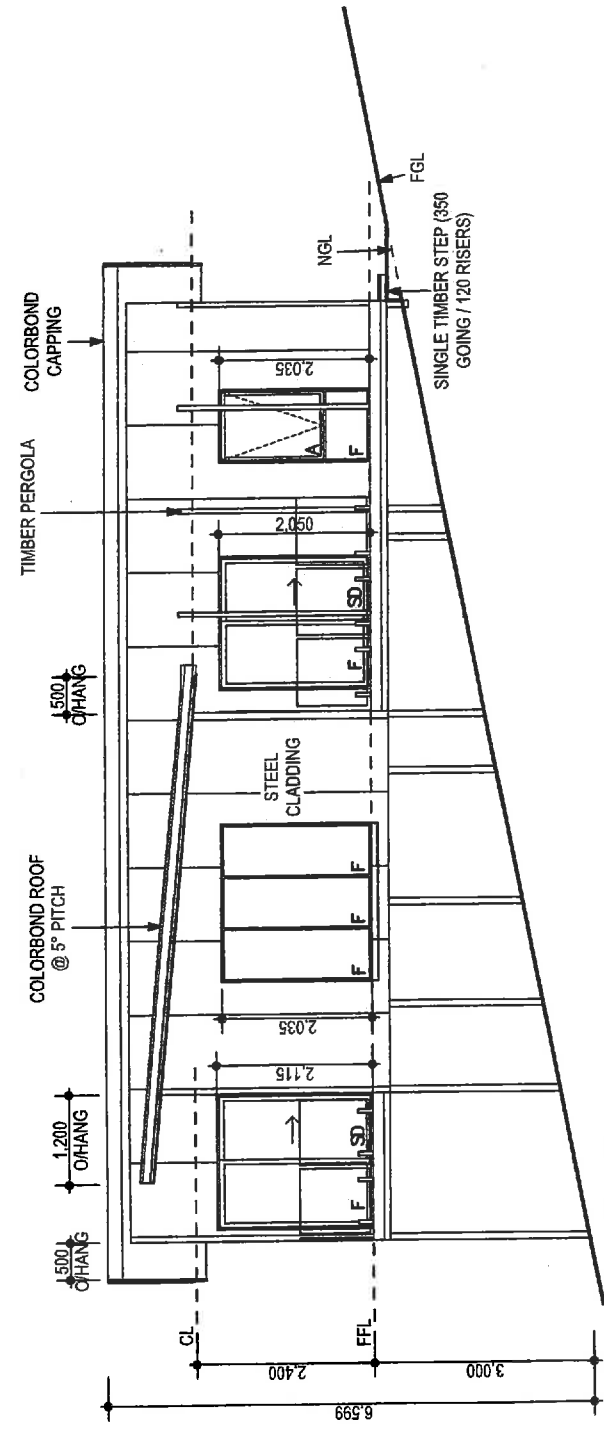 COLORBOND
CAPPING
TIMBER PERGOLA
COLORBOND ROOF
@ 5° PITCH
500
O/HANG
1,200
O/HANG
500
O/HANG
CL
FFL
2,400
3,000
6,599
2,115
2,035
2,050
2,035
STEEL
CLADDING
F
SD
F
F
F
F
SD
A
F
NGL
FGL
SINGLE TIMBER STEP (350
GOING / 120 RISERS)